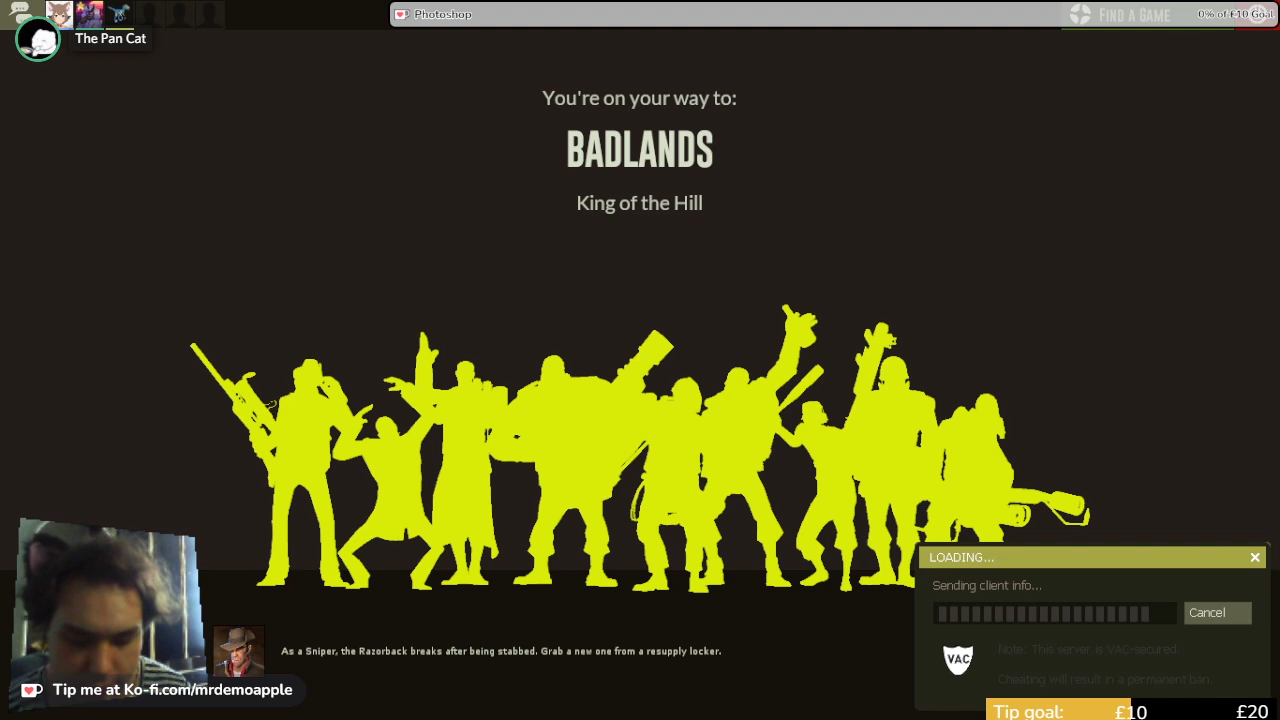 Photoshop
FIND A GAME
0% of £10 Goal
The Pan Cat
You're on your way to:
BADLANDS
King of the Hill
LOADING...
Sending client info...
Cancel
VAC
Note: This server is VAC-secured.
Cheating will result in a permanent ban.
As a Sniper, the Razorback breaks after being stabbed. Grab a new one from a resupply locker.
Tip me at Ko-fi.com/mrdemoapple
Tip goal: £10 £20